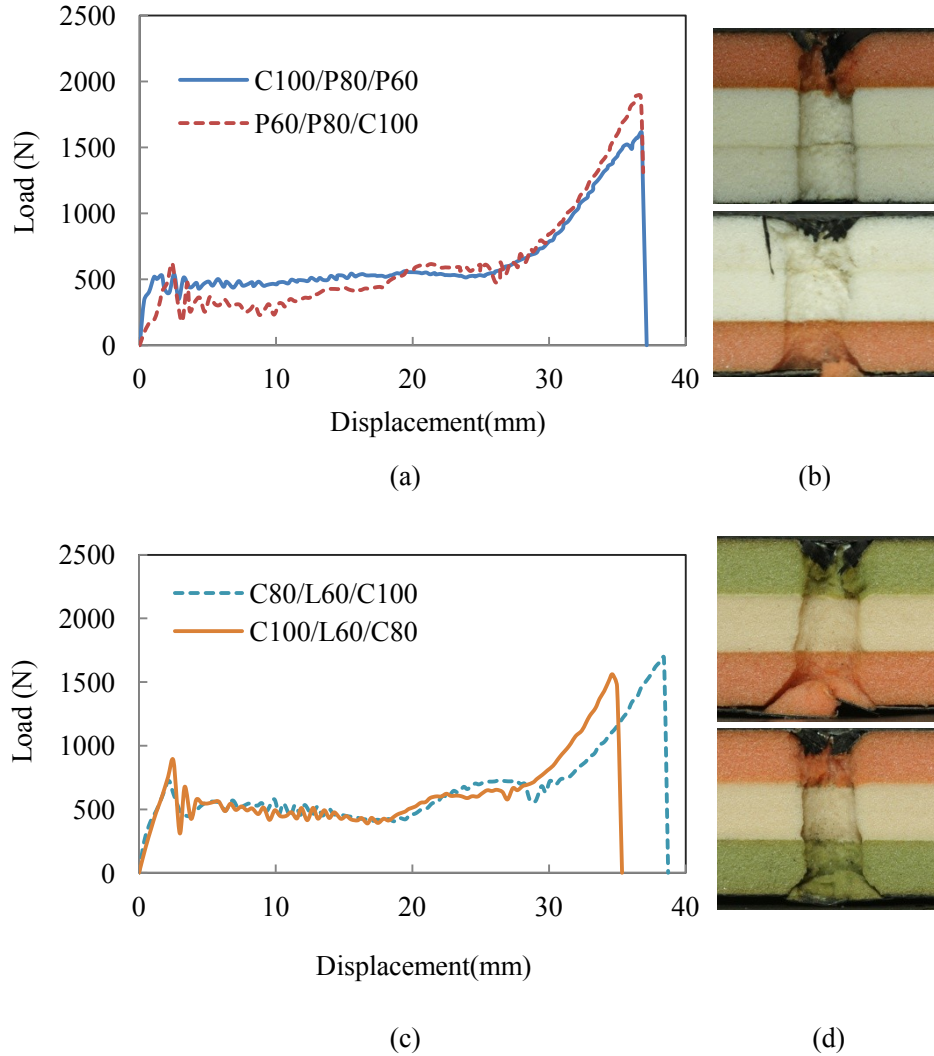 2500
2000
1500
1000
500
0
Load (N)
C100/P80/P60
P60/P80/C100
0 10 20 30 40
Displacement(mm)
(a) (b)
2500
2000
1500
1000
500
0
Load (N)
C80/L60/C100
C100/L60/C80
0 10 20 30 40
Displacement(mm)
(c) (d)